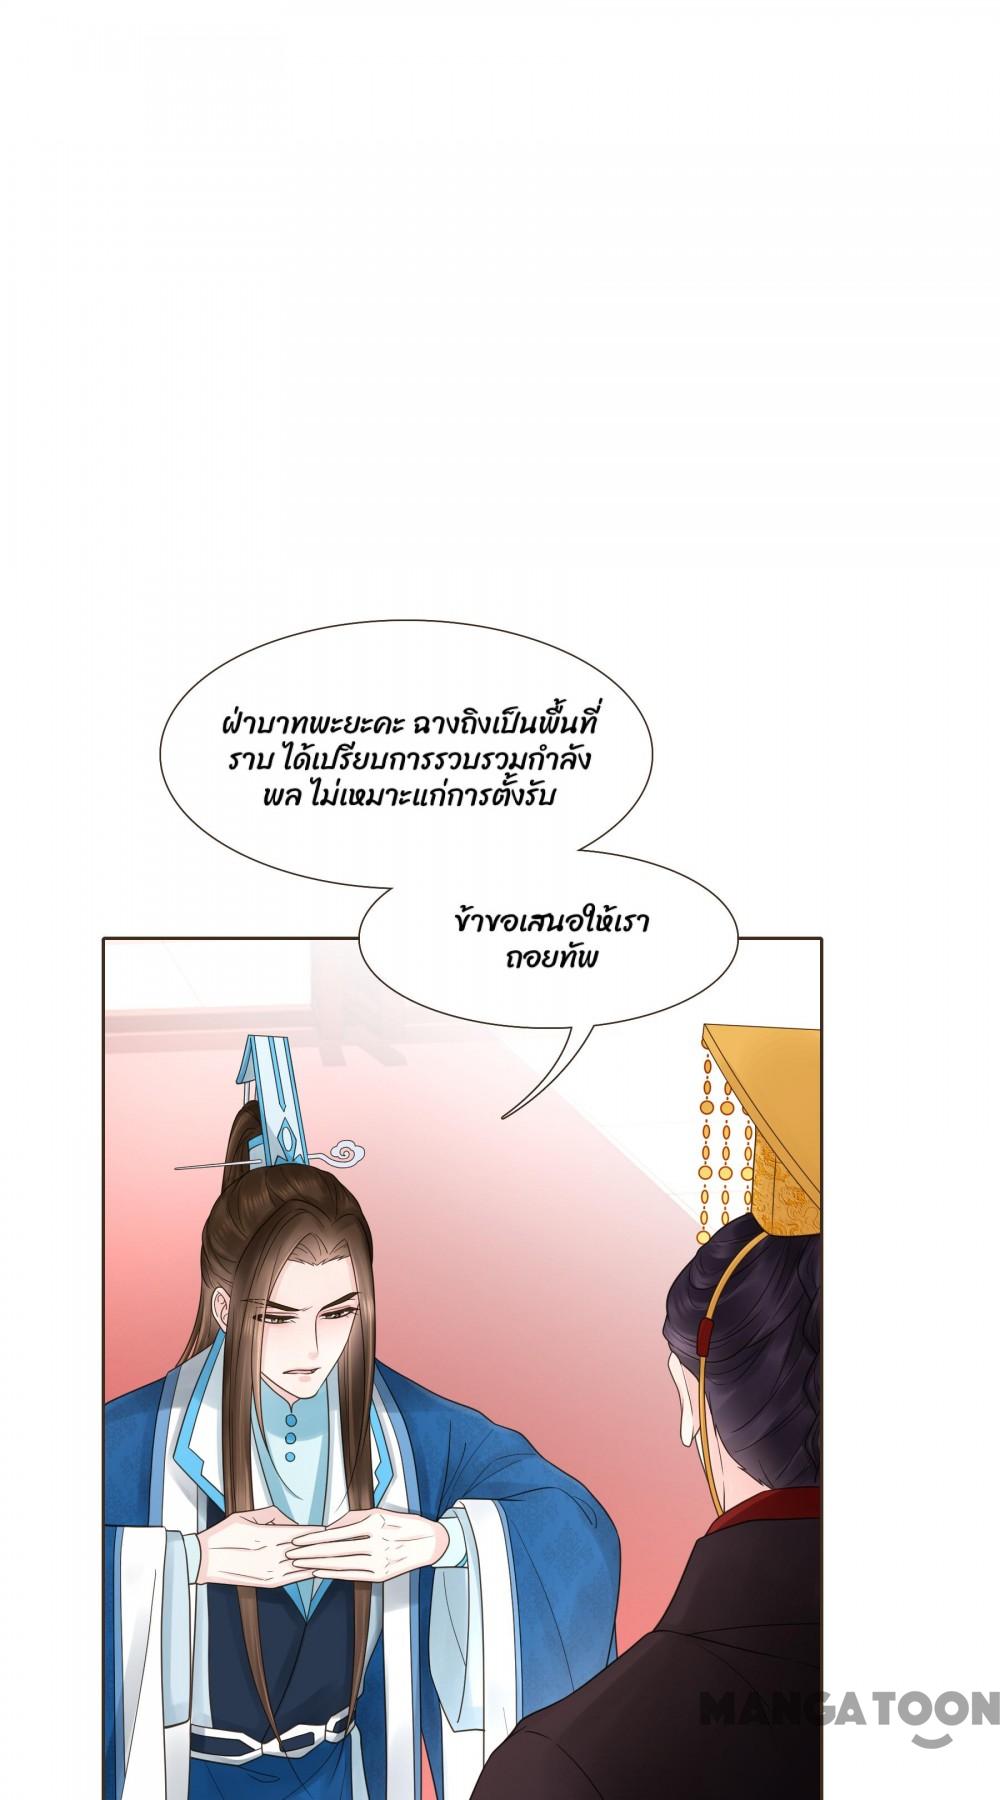 ฝ่าบาทพะยะคะ ฉางถิงเป็นพื้นที่
ราบ ได้เปรียบการรวบรวมกำลัง
พล ไม่เหมาะแก่การตั้งรับ
ข้าขอเสนอให้เรา
ถอยทัพ
MANGATOON